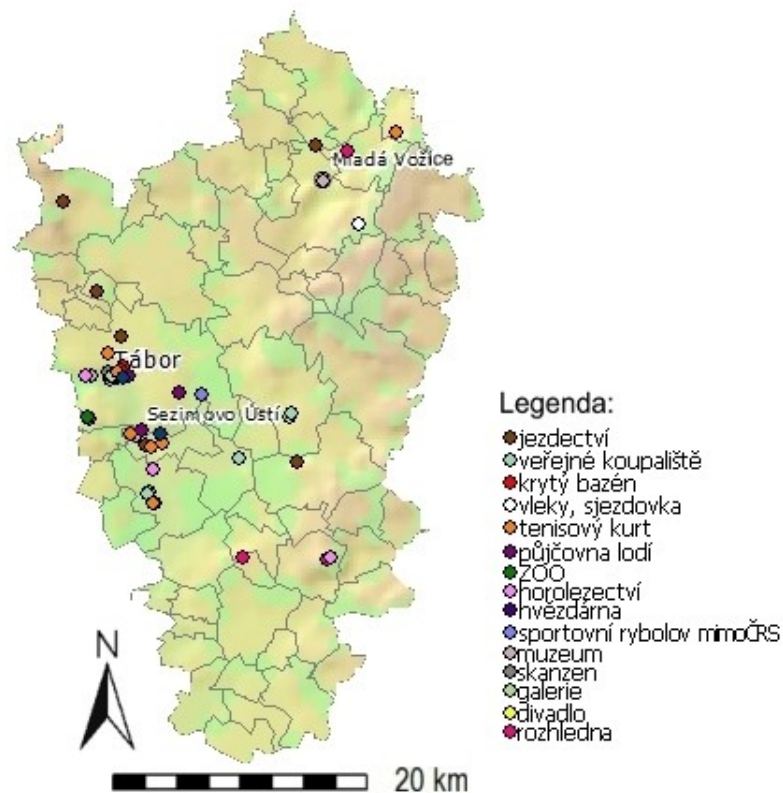 Mladá Vožice
Tábor
Sezimovo Ústí
Legenda:
jezdectví
veřejné koupaliště
krytý bazén
vleky, sjezdovka
tenisový kurt
půjčovna lodí
ZOO
horolezectví
hvězdárna
sportovní rybolov mimoČRS
muzeum
skanzen
galerie
divadlo
rozhledna
N
20 km